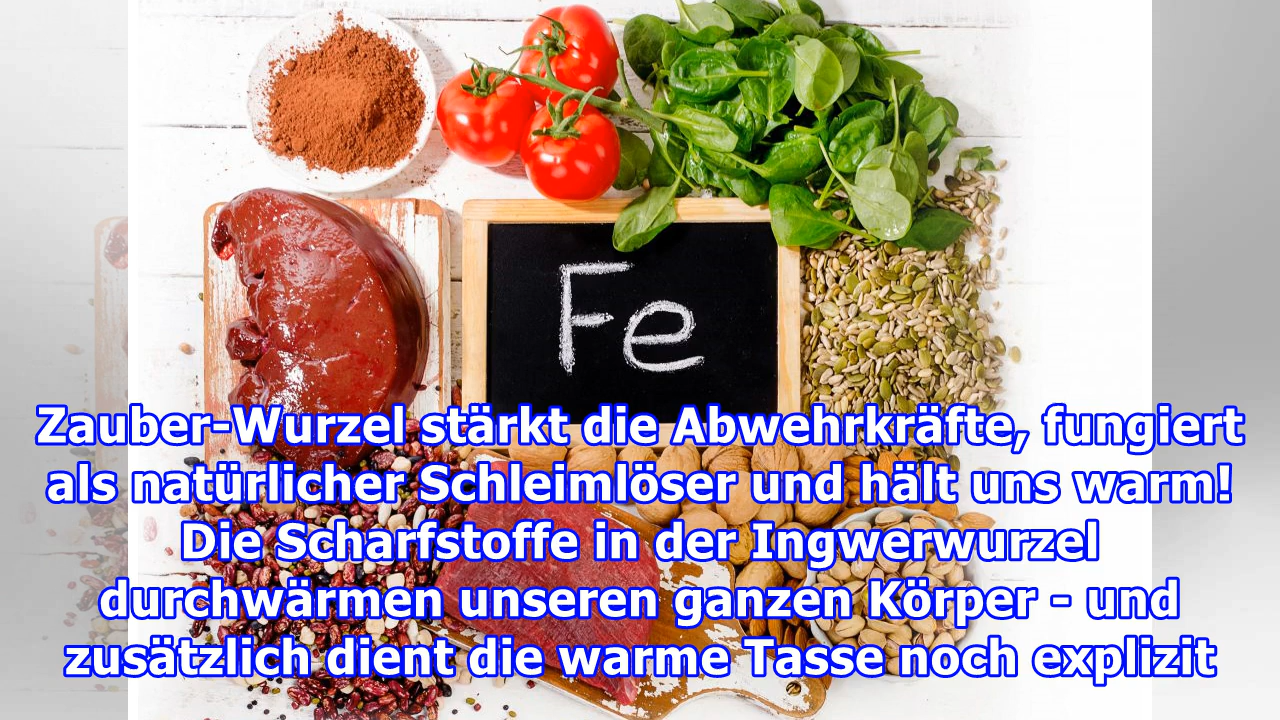 Fe
Zauber-Wurzel stärkt die Abwehrkräfte, fungiert
als natürlicher Schleimlöser und hält uns warm!
Die Scharfstoffe in der Ingwerwurzel
durchwärmen unseren ganzen Körper - und
zusätzlich dient die warme Tasse noch explizit